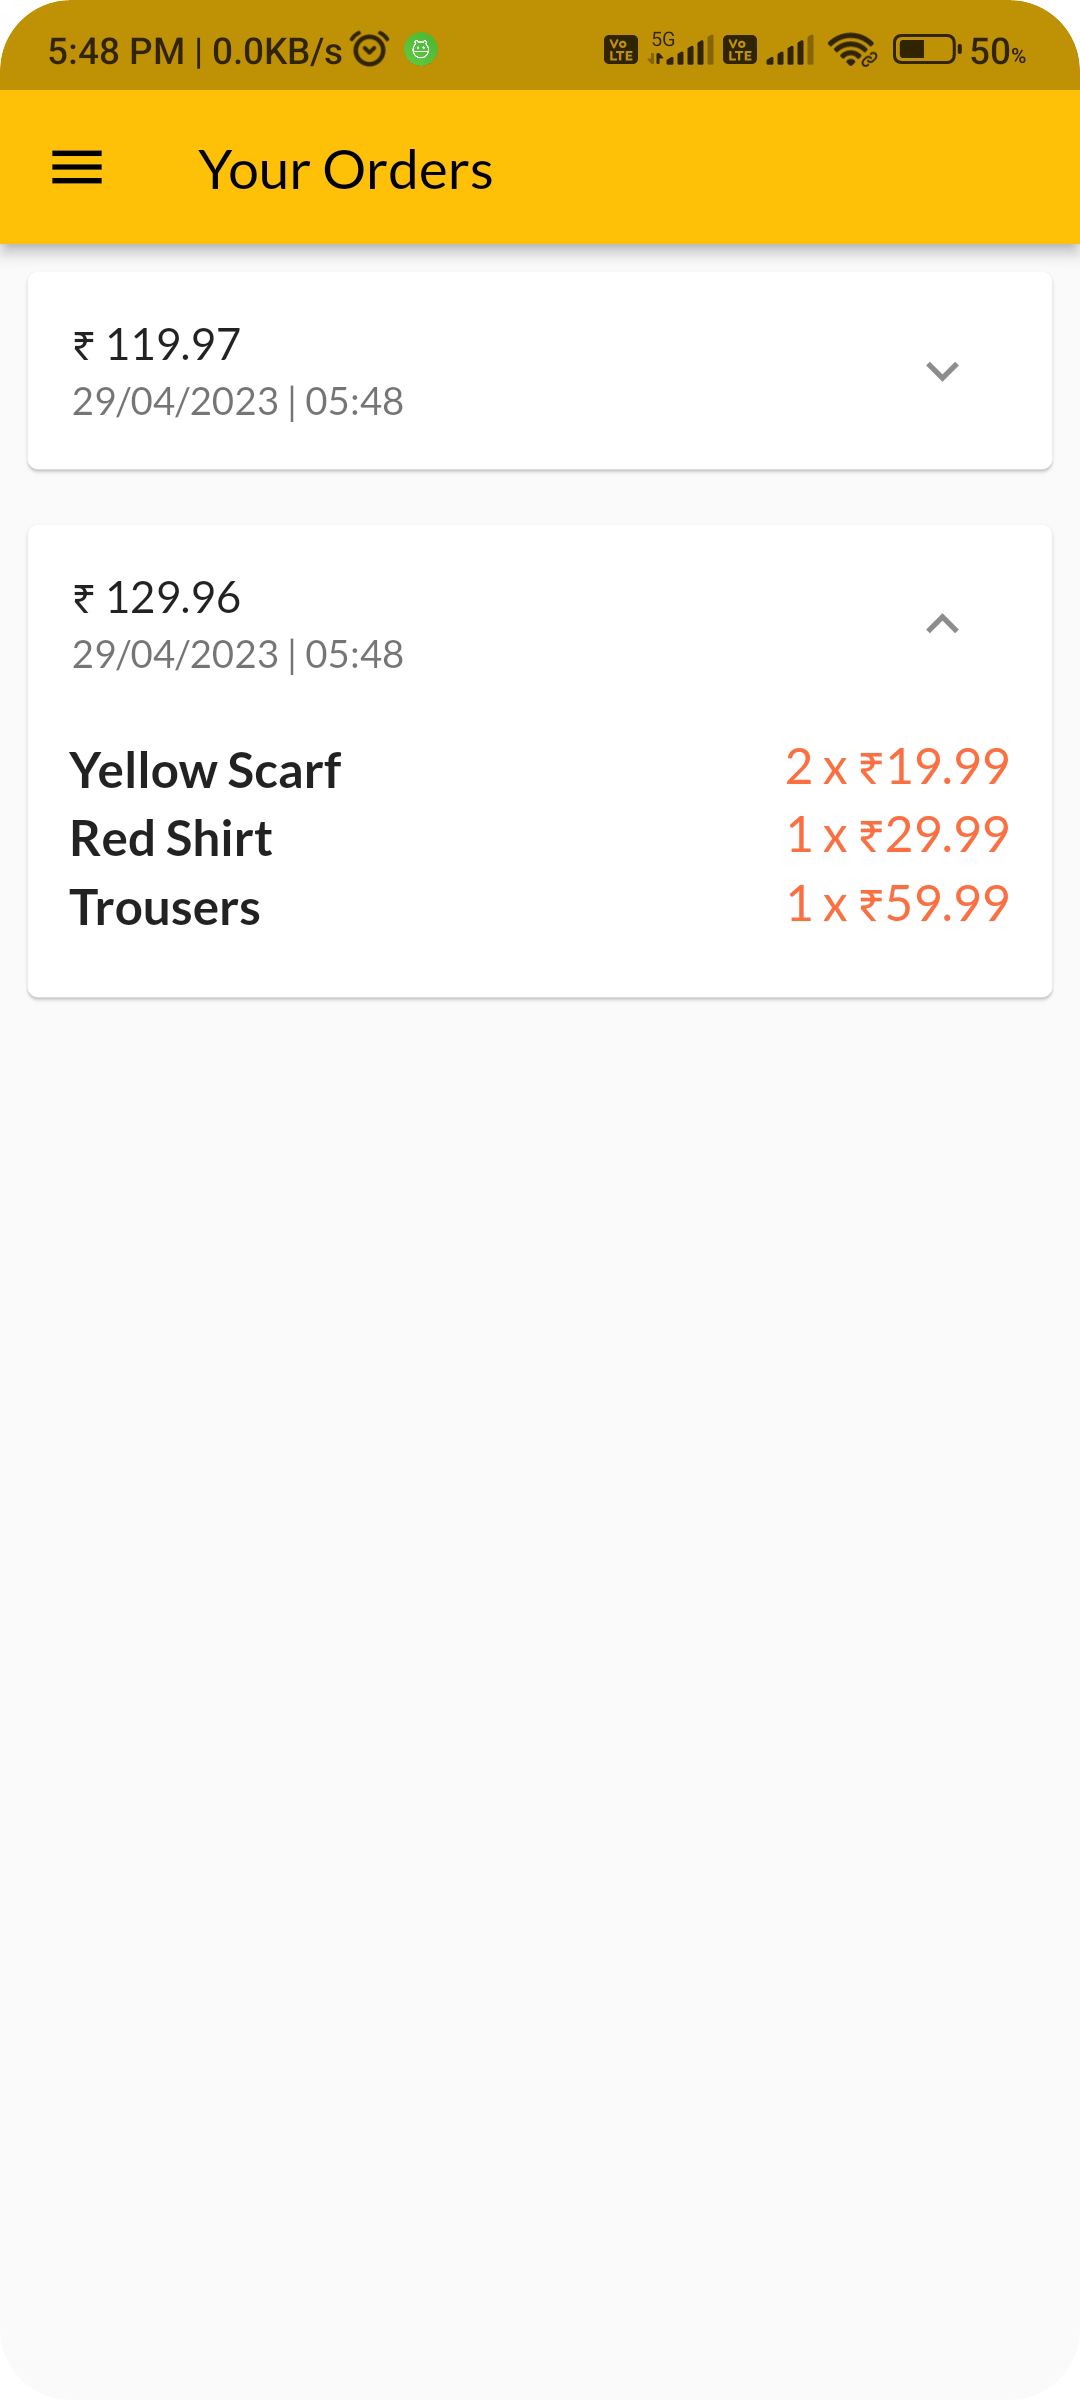 5:48 PM | 0.0KB/s Vo LTE 5G Vo LTE 50%
Your Orders
₹ 119.97
29/04/2023 | 05:48
₹ 129.96
29/04/2023 | 05:48
Yellow Scarf 2 x ₹19.99
Red Shirt 1 x ₹29.99
Trousers 1 x ₹59.99